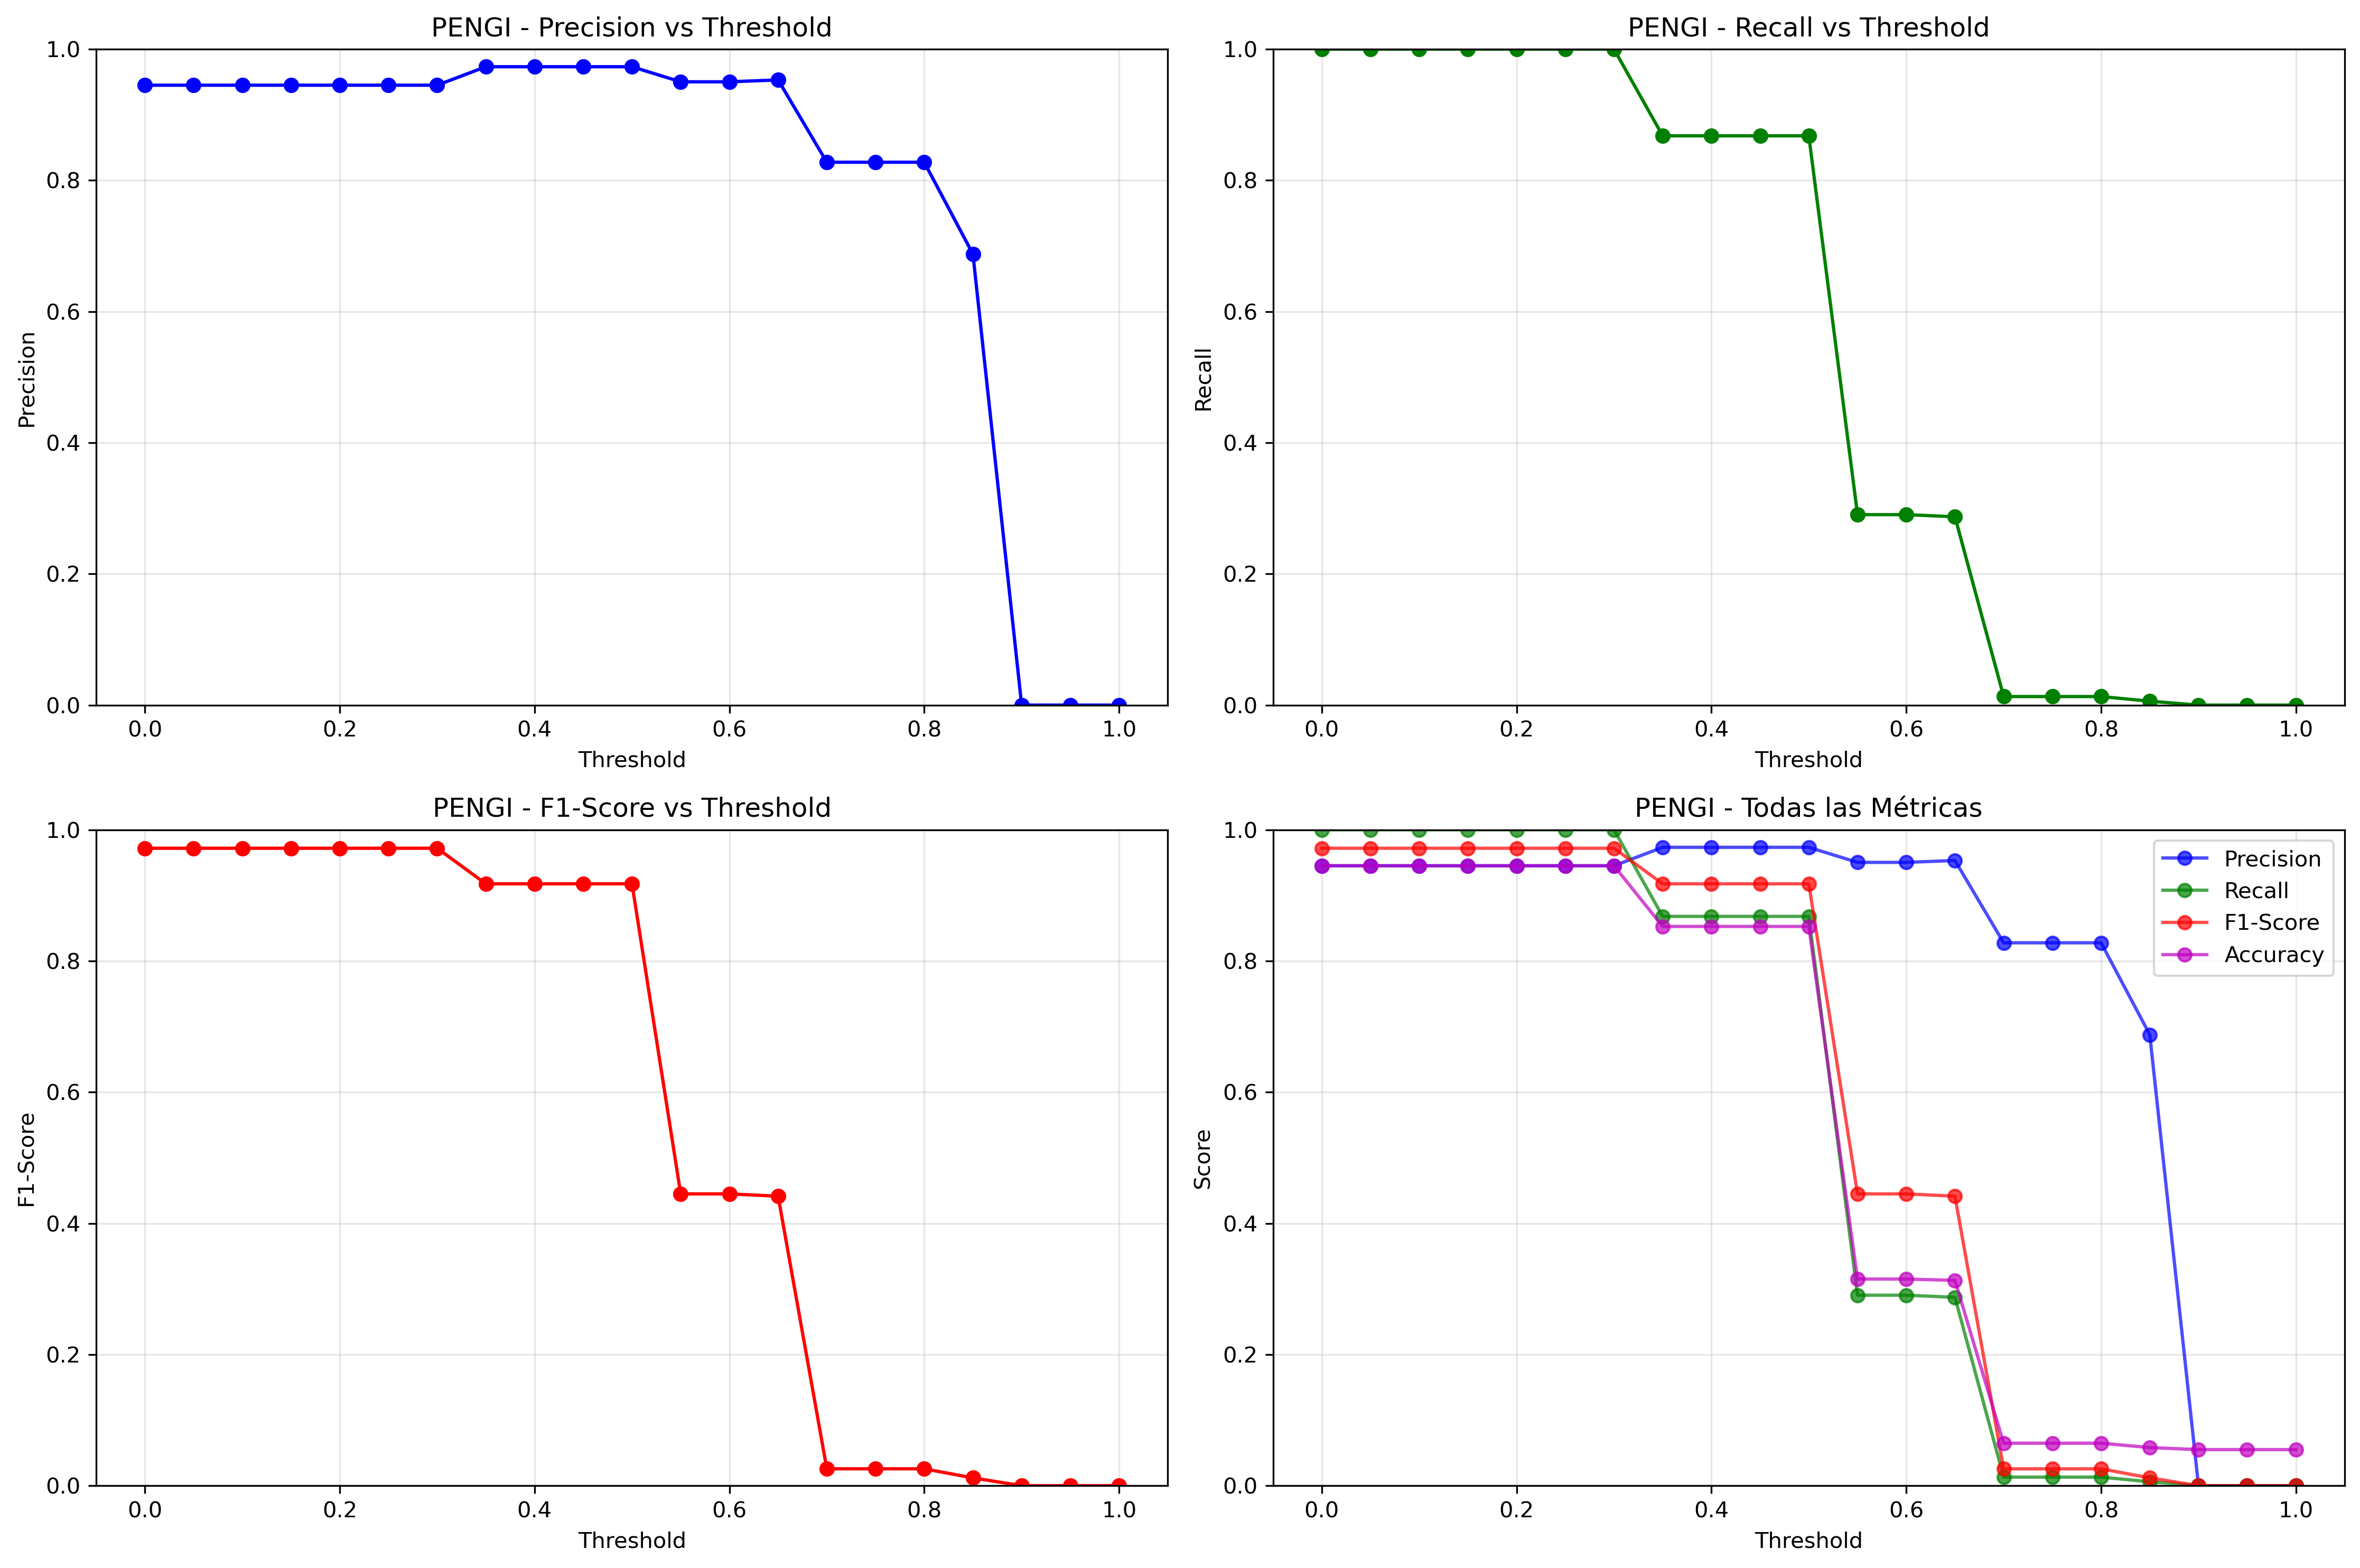 PENGI - Precision vs Threshold
1.0
0.8
0.6
0.4
0.2
0.0
Precision
0.0 0.2 0.4 0.6 0.8 1.0
Threshold
PENGI - Recall vs Threshold
1.0
0.8
0.6
0.4
0.2
0.0
Recall
0.0 0.2 0.4 0.6 0.8 1.0
Threshold
PENGI - F1-Score vs Threshold
1.0
0.8
0.6
0.4
0.2
0.0
F1-Score
0.0 0.2 0.4 0.6 0.8 1.0
Threshold
PENGI - Todas las Métricas
1.0
0.8
0.6
0.4
0.2
0.0
Score
Precision
Recall
F1-Score
Accuracy
0.0 0.2 0.4 0.6 0.8 1.0
Threshold